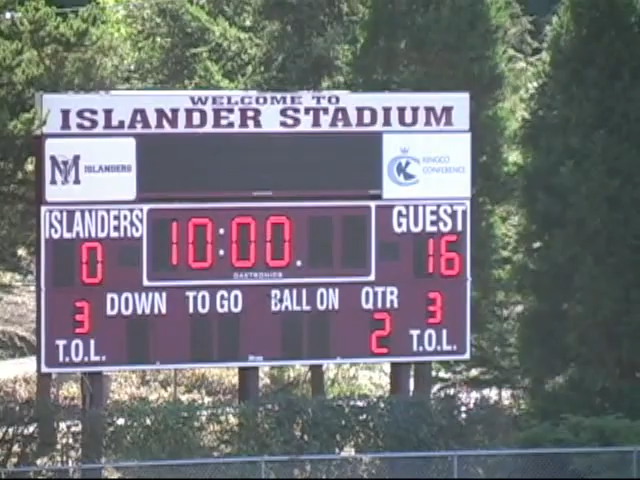 WELCOME TO
ISLANDER STADIUM
MI ISLANDERS
KINGCO
CONFERENCE
ISLANDERS 10:00. GUEST
0 16
DAKTRONICS
3 DOWN TO GO BALL ON QTR 3
T.O.L. 2 T.O.L.